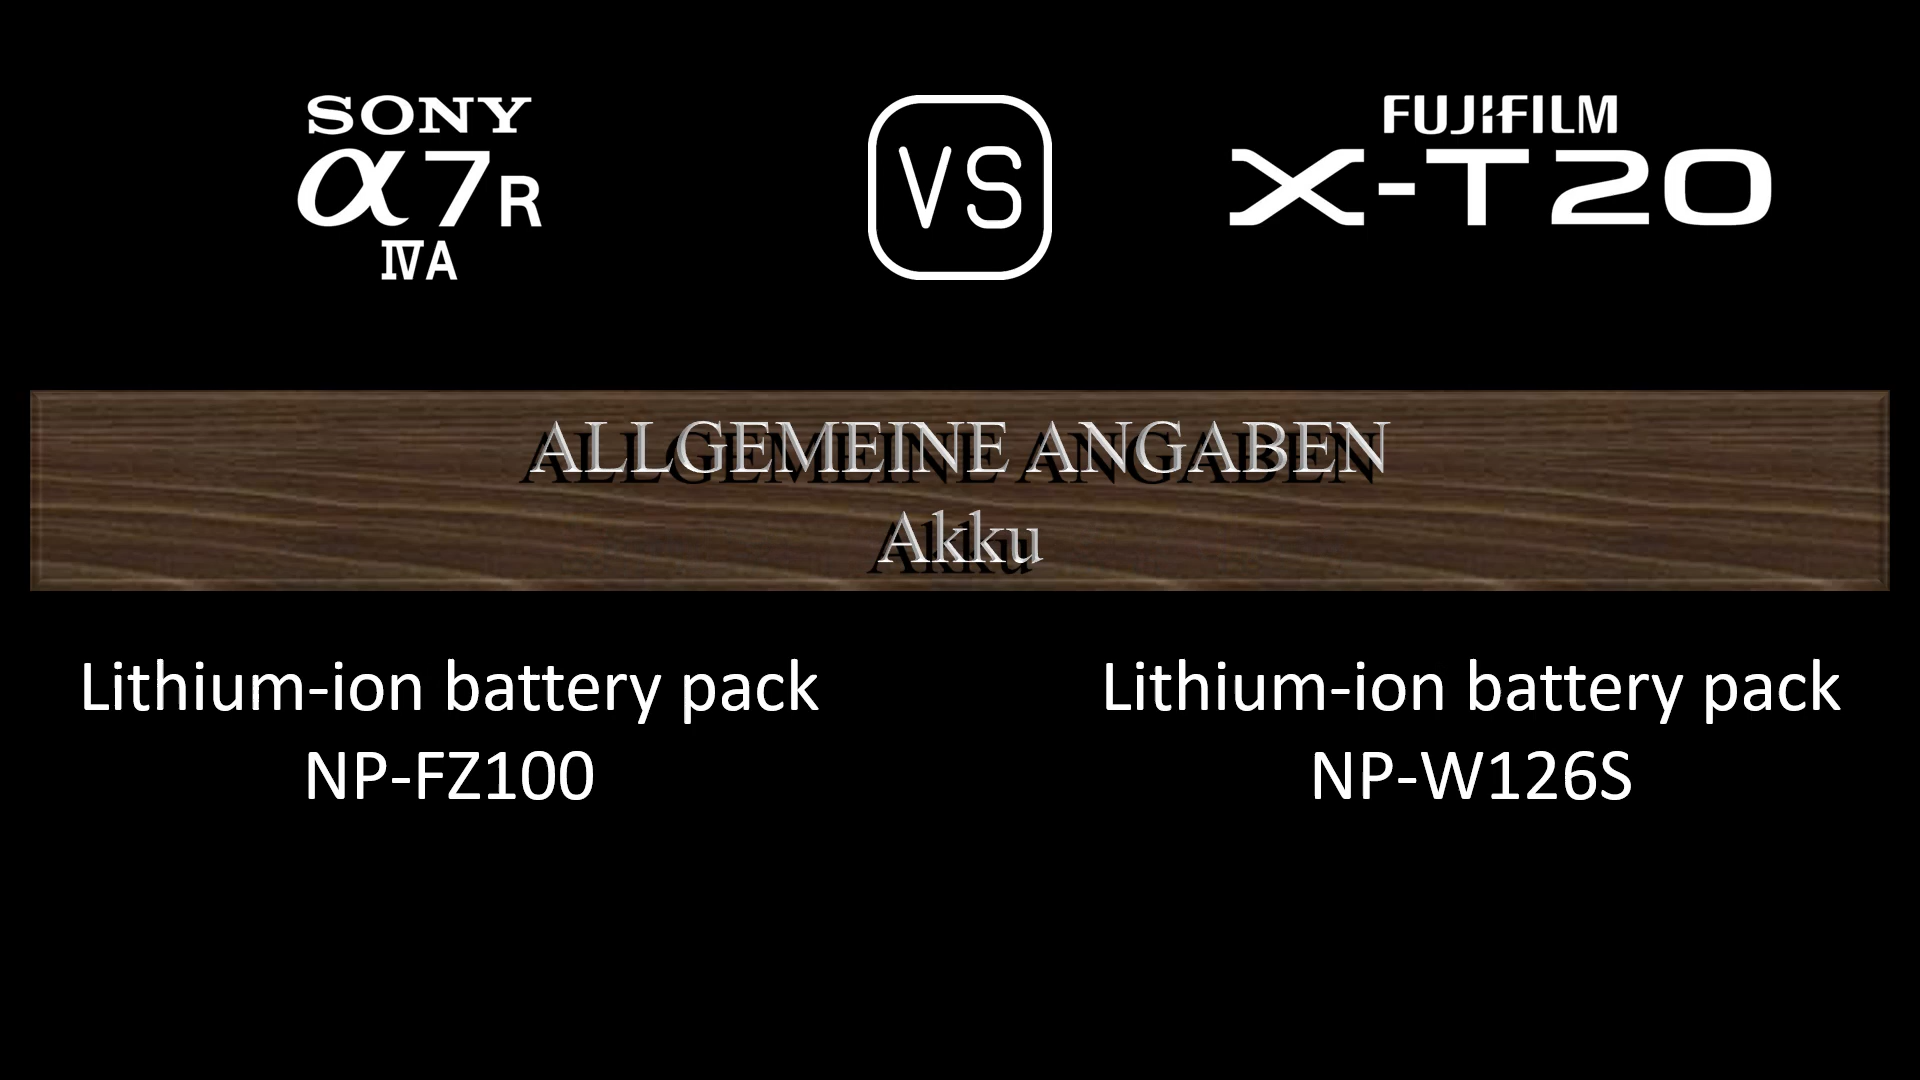 SONY
α7R
IVA
VS
FUJIFILM
X-T20
ALLGEMEINE ANGABEN
Akku
Lithium-ion battery pack
NP-FZ100
Lithium-ion battery pack
NP-W126S